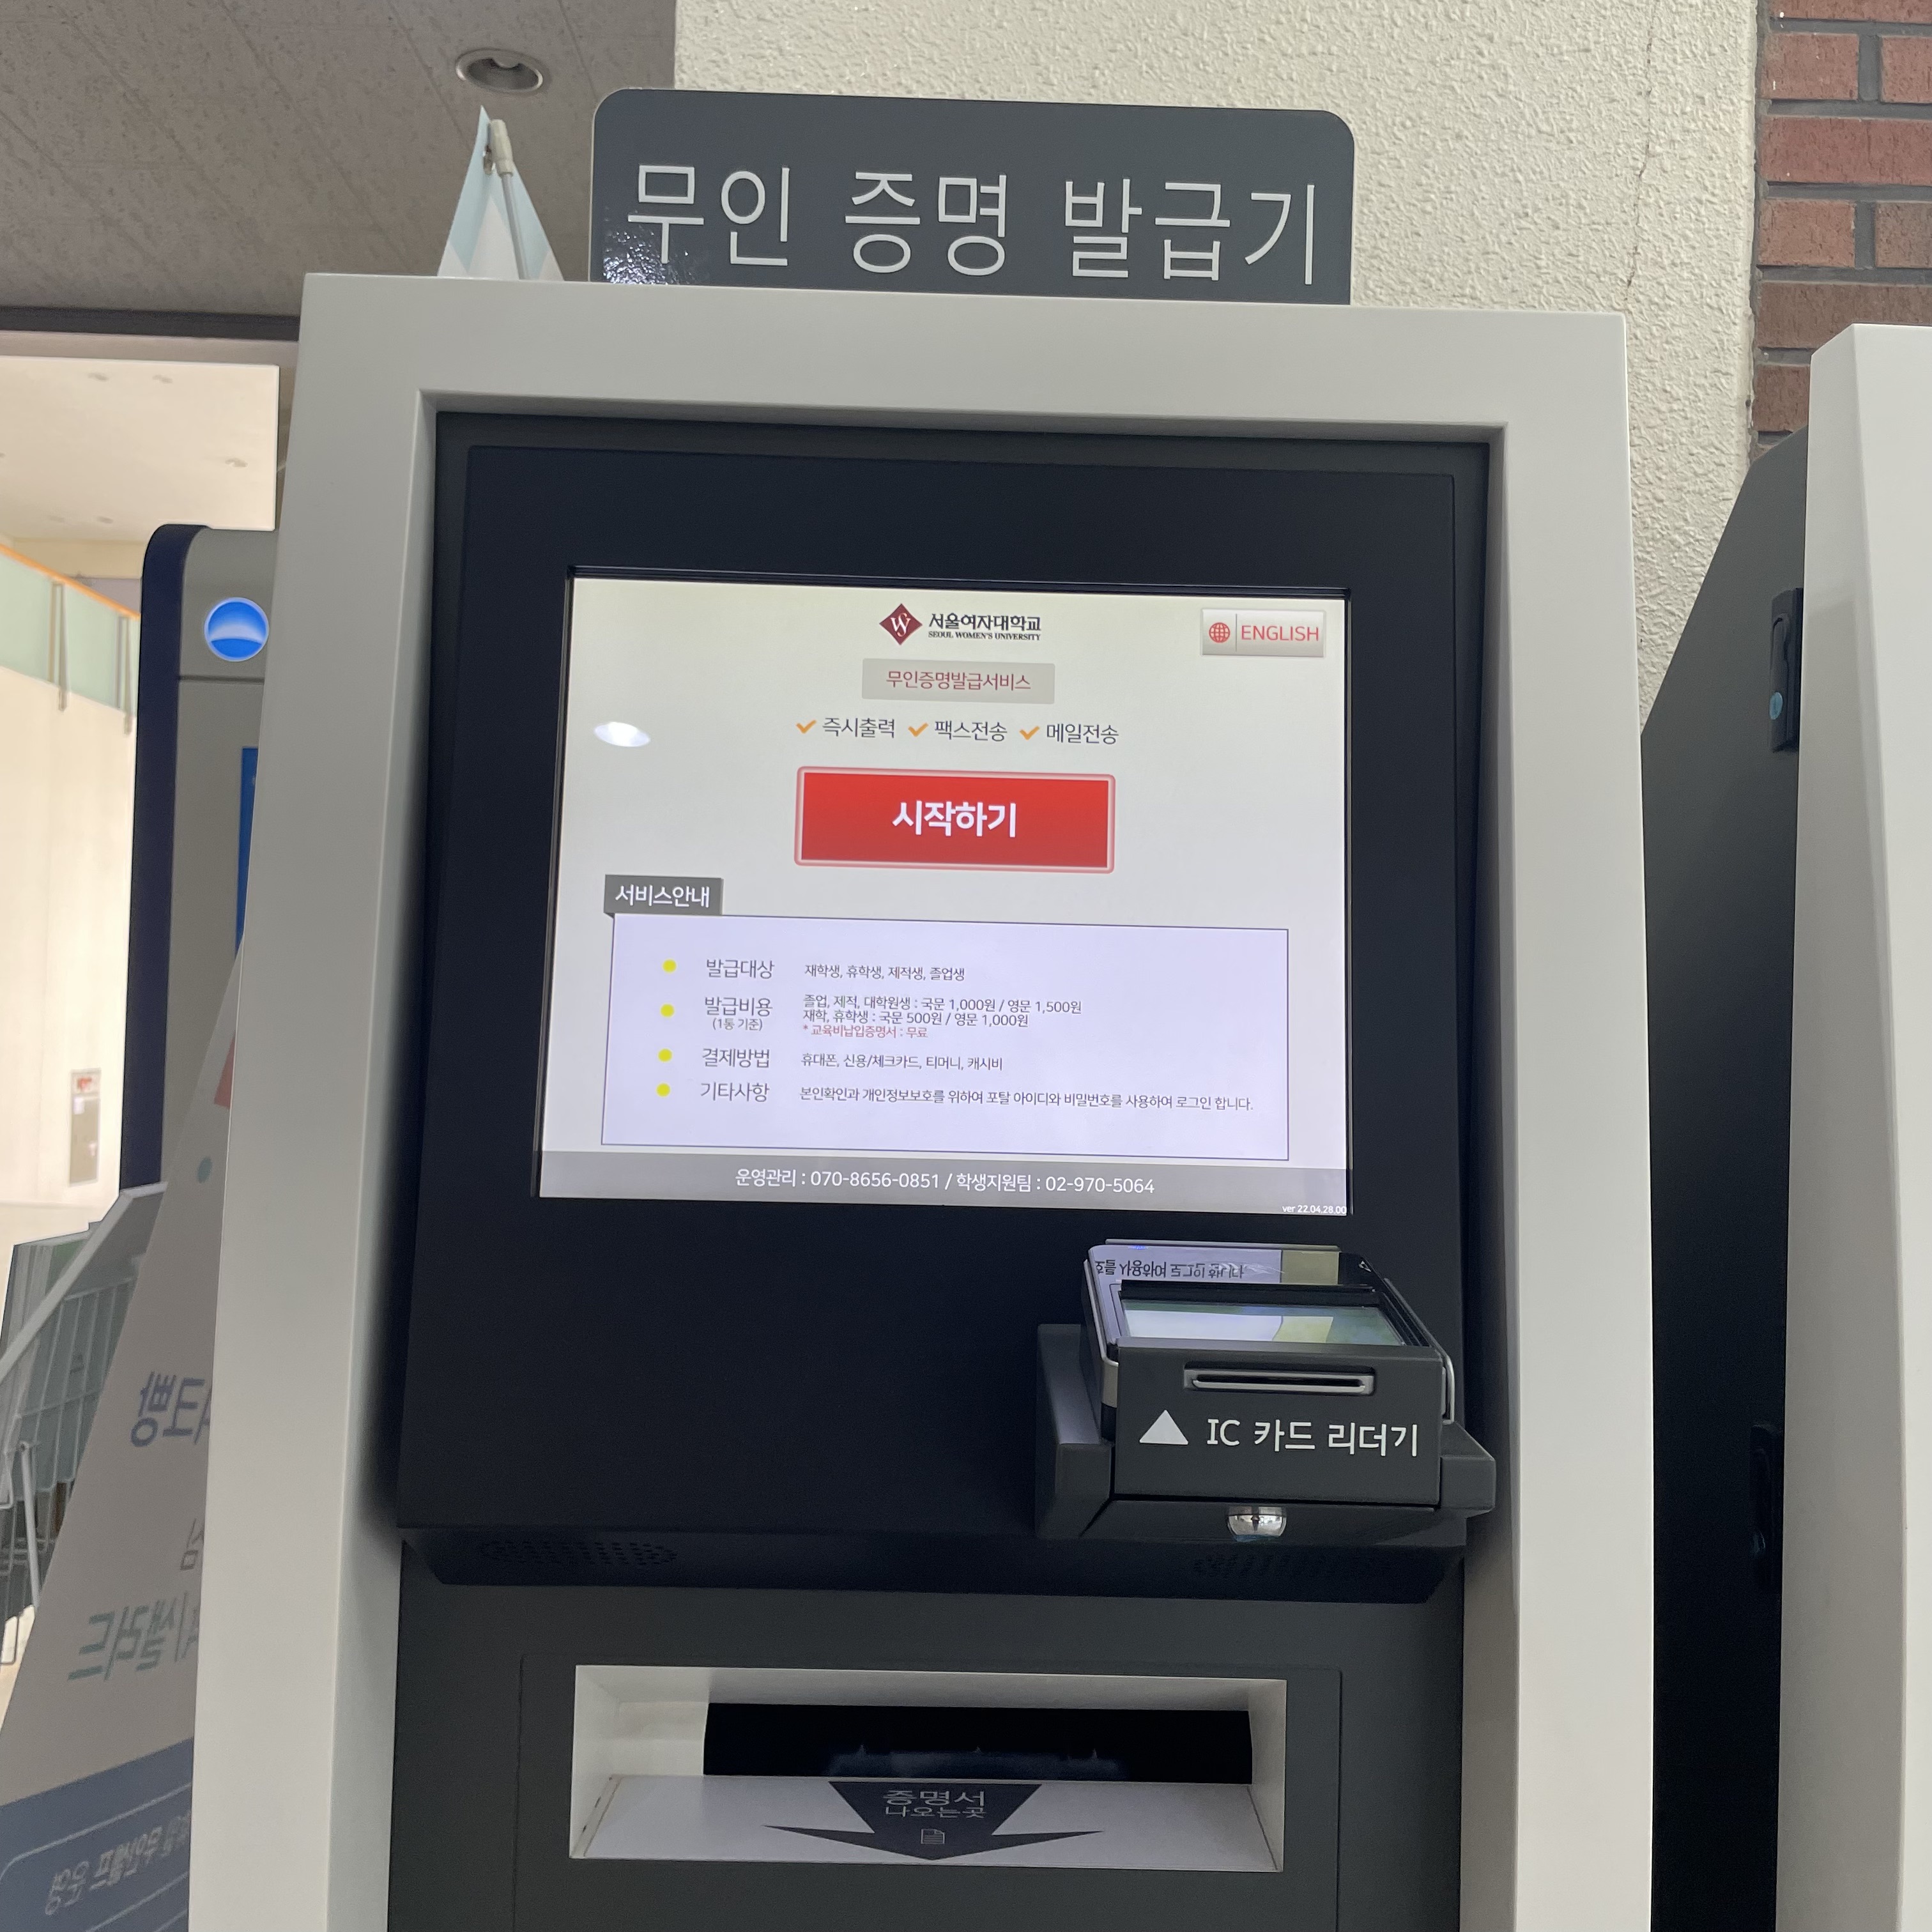 무인 증명 발급기
서울여자대학교
SEOUL WOMEN'S UNIVERSITY
ENGLISH
무인증명발급서비스
즉시출력 팩스전송 메일전송
시작하기
서비스안내
발급대상 재학생, 휴학생, 제적생, 졸업생
발급비용 졸업, 제적, 대학원생 : 국문 1,000원 / 영문 1,500원
(1통 기준) 재학, 휴학생 : 국문 500원 / 영문 1,000원
* 교육비납입증명서 : 무료
결제방법 휴대폰, 신용/체크카드, 티머니, 캐시비
기타사항 본인확인과 개인정보보호를 위하여 포탈 아이디와 비밀번호를 사용하여 로그인 합니다.
운영관리 : 070-8656-0851 / 학생지원팀 : 02-970-5064
ver 22.04.28.00
IC 카드 리더기
증명서
나오는곳